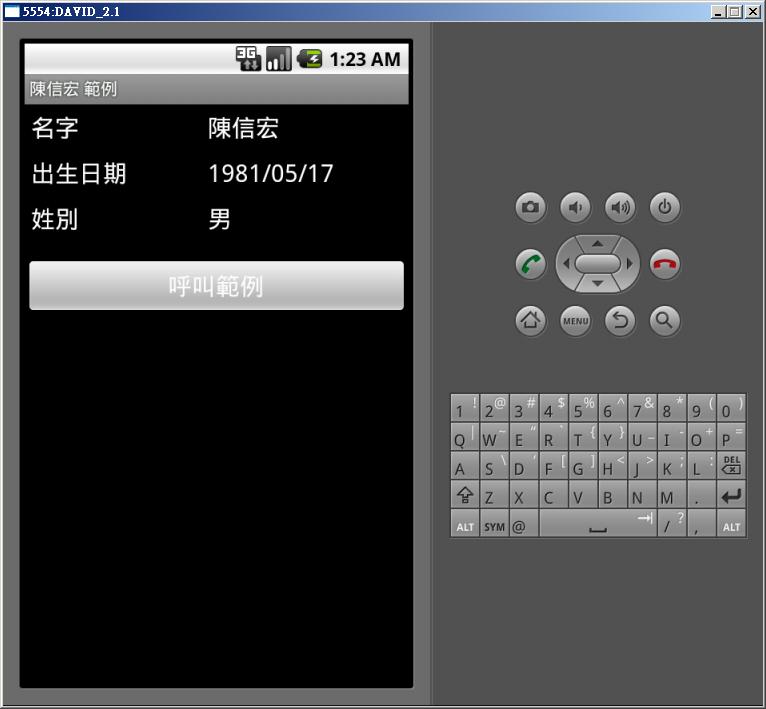 5554:DAVID_2.1
3G 1:23 AM
陳信宏 範例
名字 陳信宏
出生日期 1981/05/17
姓別 男
呼叫範例
MENU
1 ! 2 @ 3 # 4 $ 5 % 6 ^ 7 & 8 * 9 ( 0 )
Q | W ~ E " R ` T { Y } U _ I - O + P =
A S \ D ' F [ G ] H < J > K ; L : DEL
Z X C V B N M .
ALT SYM @ / ? , ALT